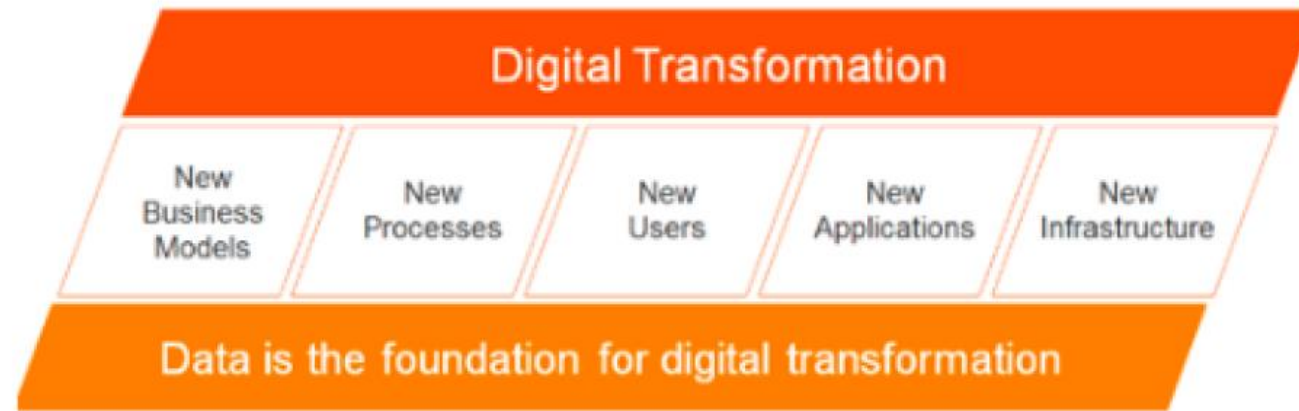 Digital Transformation
New
Business
Models
New
Processes
New
Users
New
Applications
New
Infrastructure
Data is the foundation for digital transformation